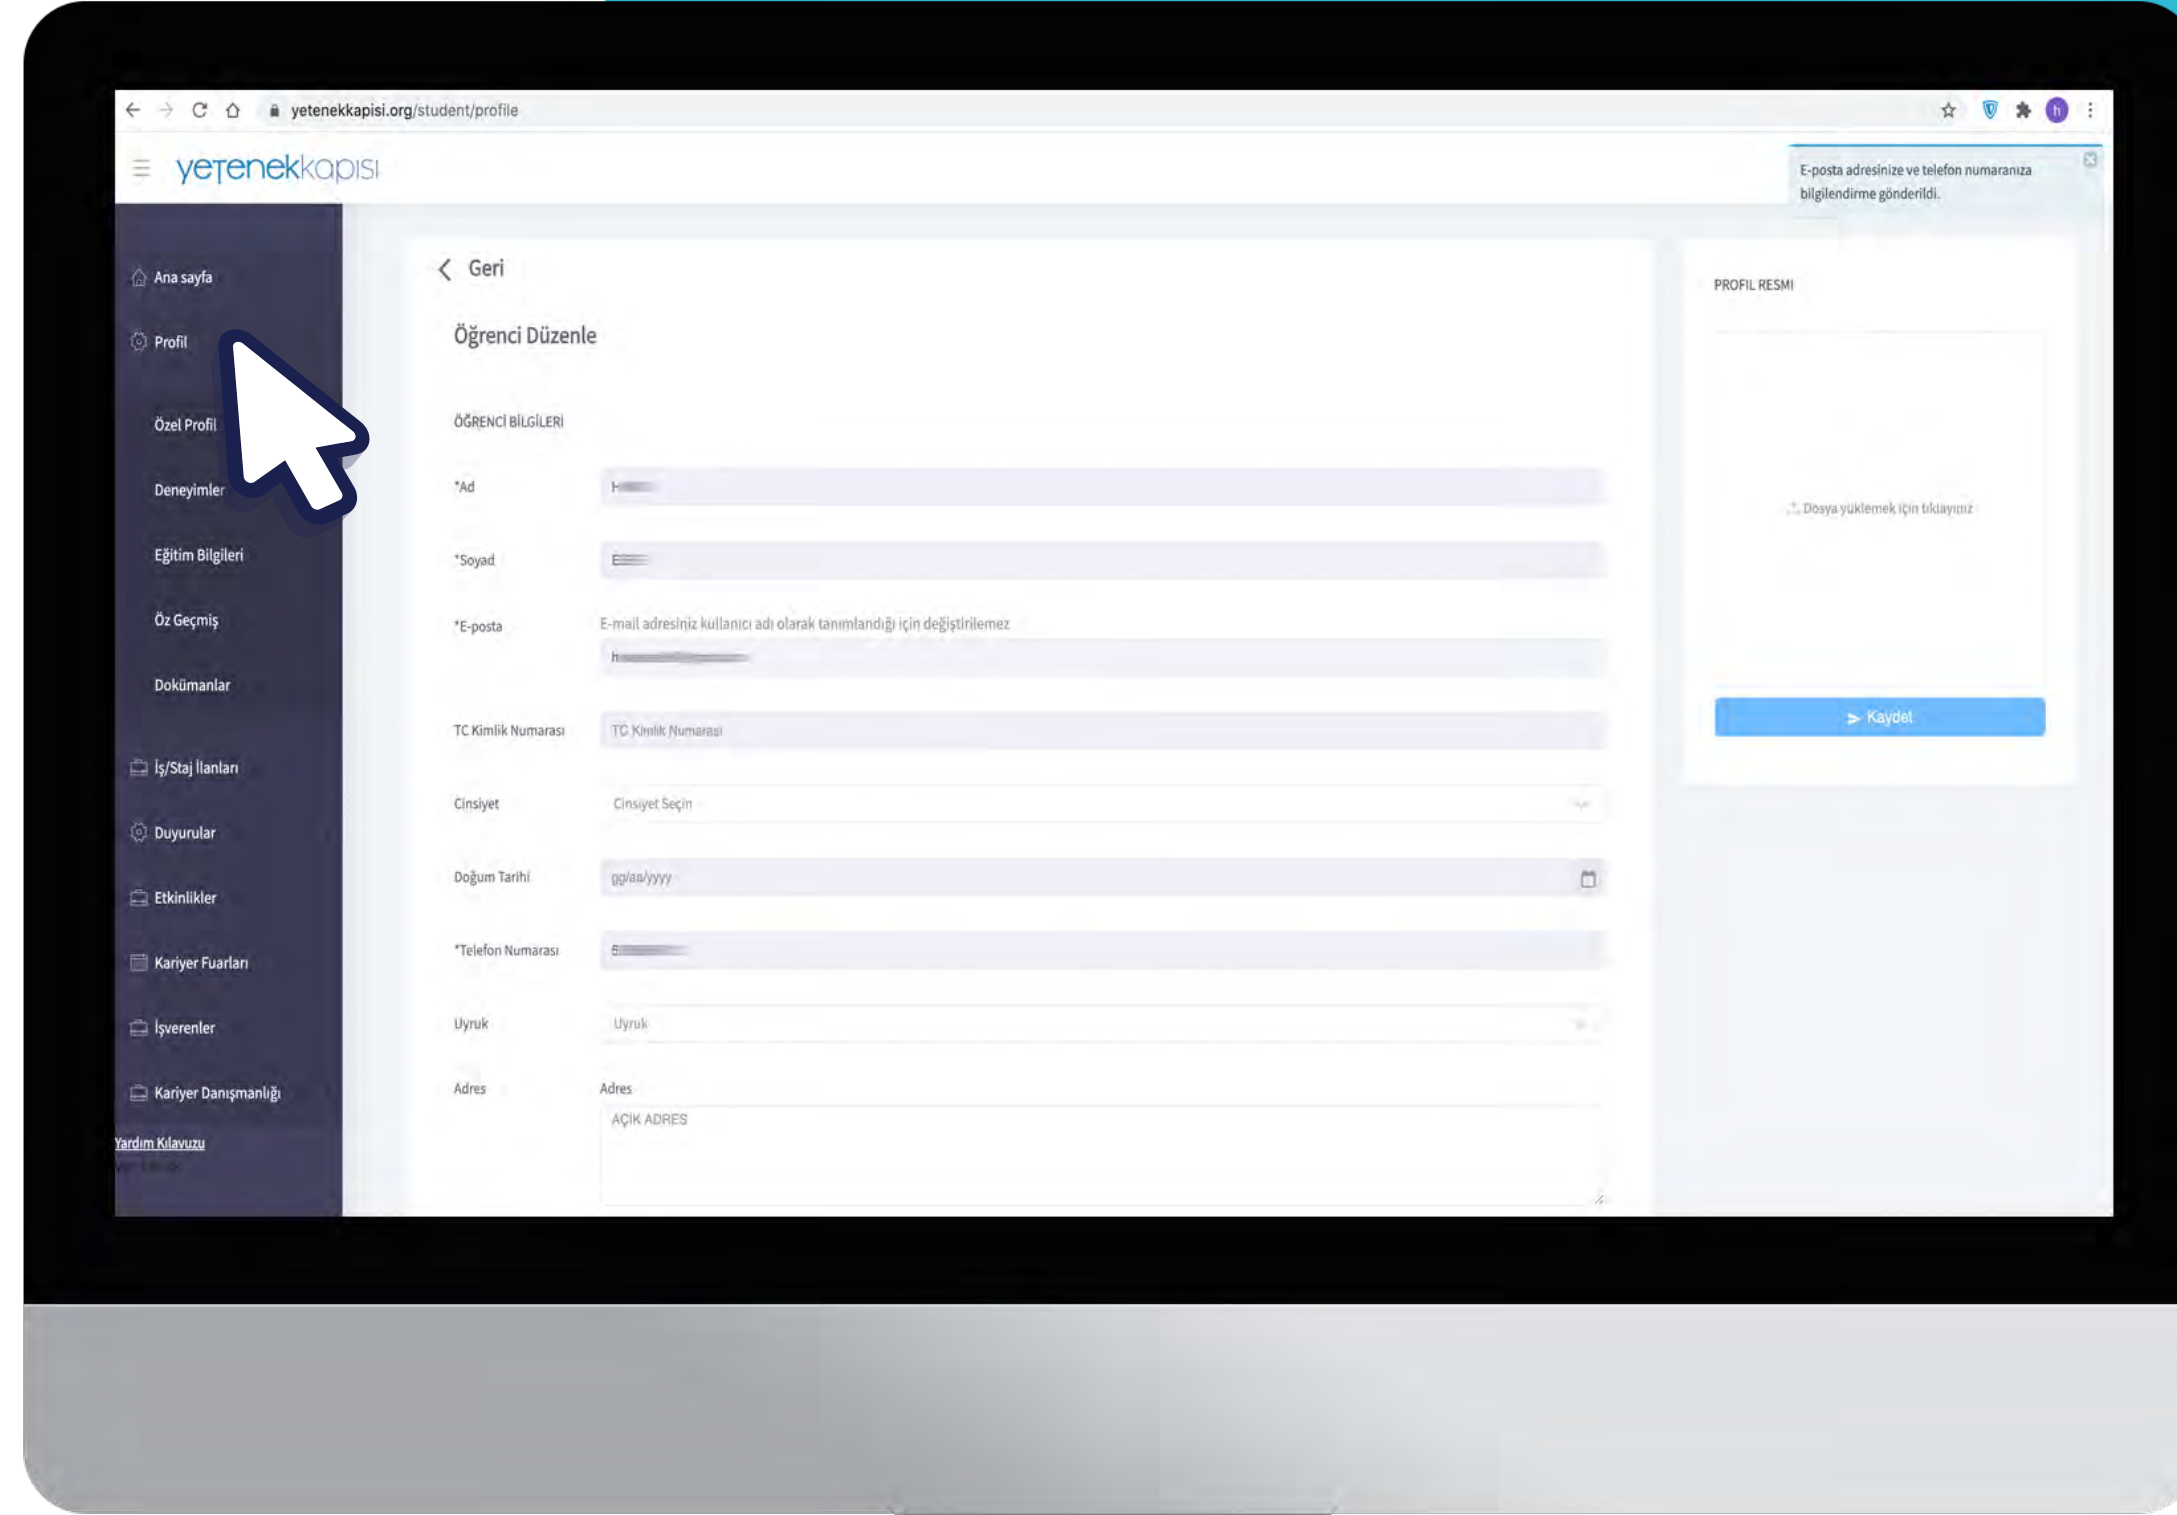 yetenekkapisi.org/student/profile
h
yetenekkapısı
E-posta adresinize ve telefon numaranıza
bilgilendirme gönderildi.
Ana sayfa
Profil
Özel Profil
Deneyimler
Eğitim Bilgileri
Öz Geçmiş
Dokümanlar
İş/Staj İlanları
Duyurular
Etkinlikler
Kariyer Fuarları
İşverenler
Kariyer Danışmanlığı
Yardım Kılavuzu
Geri
Öğrenci Düzenle
ÖĞRENCİ BİLGİLERİ
*Ad
*Soyad
*E-posta
E-mail adresiniz kullanıcı adı olarak tanımlandığı için değiştirilemez
TC Kimlik Numarası
TC Kimlik Numarası
Cinsiyet
Cinsiyet Seçin
Doğum Tarihi
gg/aa/yyyy
*Telefon Numarası
Uyruk
Uyruk
Adres
Adres
AÇIK ADRES
PROFIL RESMI
Dosya yüklemek için tıklayınız
Kaydet